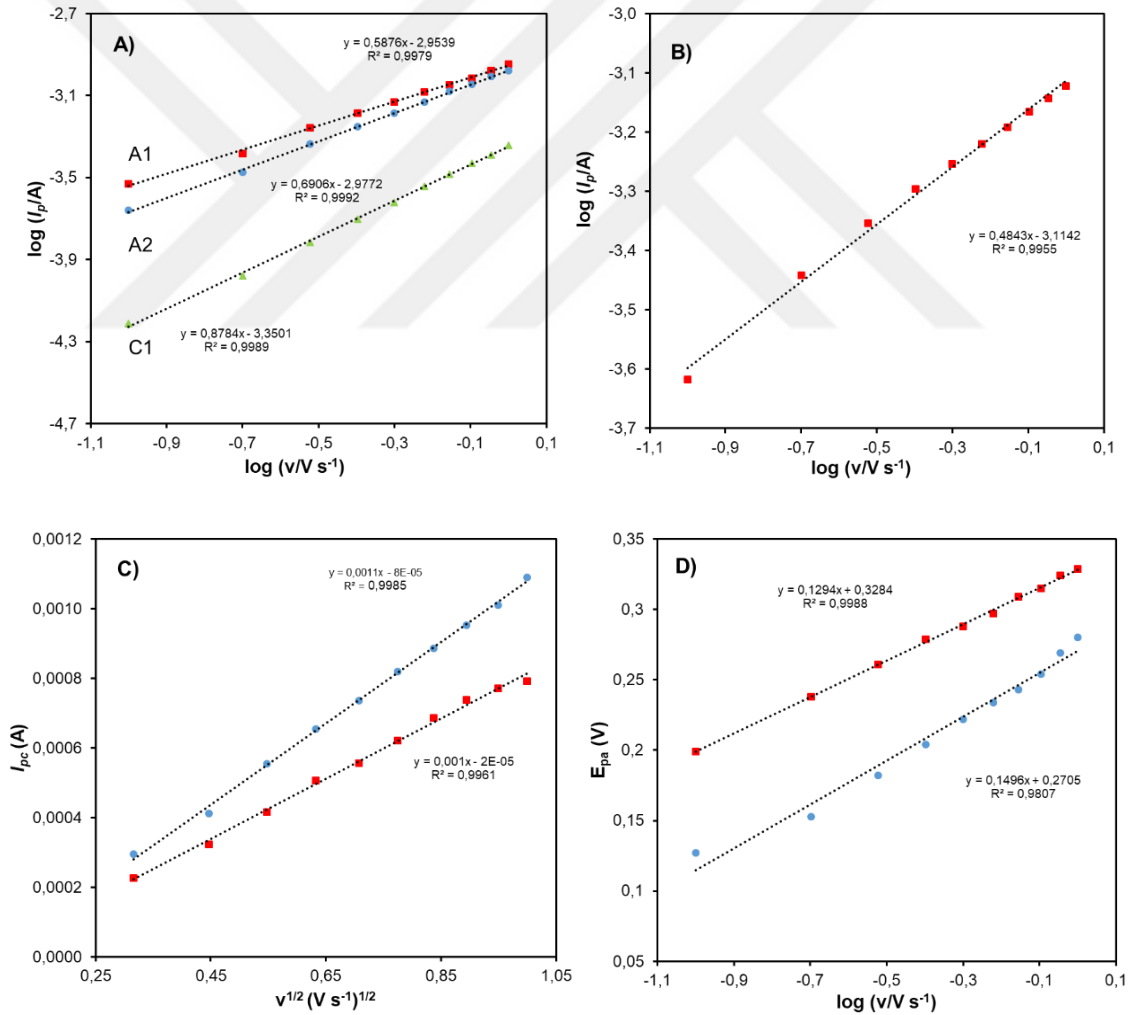 A)
-2,7
-3,1
-3,5
-3,9
-4,3
-4,7
log (Ip/A)
y = 0,5876x - 2,9539
R² = 0,9979
A1
y = 0,6906x - 2,9772
R² = 0,9992
A2
y = 0,8784x - 3,3501
R² = 0,9989
C1
-1,1
-0,9
-0,7
-0,5
-0,3
-0,1
0,1
log (v/V s⁻¹)
B)
-3,0
-3,1
-3,2
-3,3
-3,4
-3,5
-3,6
-3,7
log (Ip/A)
y = 0,4843x - 3,1142
R² = 0,9955
-1,1
-0,9
-0,7
-0,5
-0,3
-0,1
0,1
log (v/V s⁻¹)
C)
0,0012
0,0010
0,0008
0,0006
0,0004
0,0002
0,0000
Ipc (A)
y = 0,0011x - 8E-05
R² = 0,9985
y = 0,001x - 2E-05
R² = 0,9961
0,25
0,45
0,65
0,85
1,05
v¹/² (V s⁻¹)¹/²
D)
0,35
0,3
0,25
0,2
0,15
0,1
0,05
Epa (V)
y = 0,1294x + 0,3284
R² = 0,9988
y = 0,1496x + 0,2705
R² = 0,9807
-1,1
-0,9
-0,7
-0,5
-0,3
-0,1
0,1
log (v/V s⁻¹)